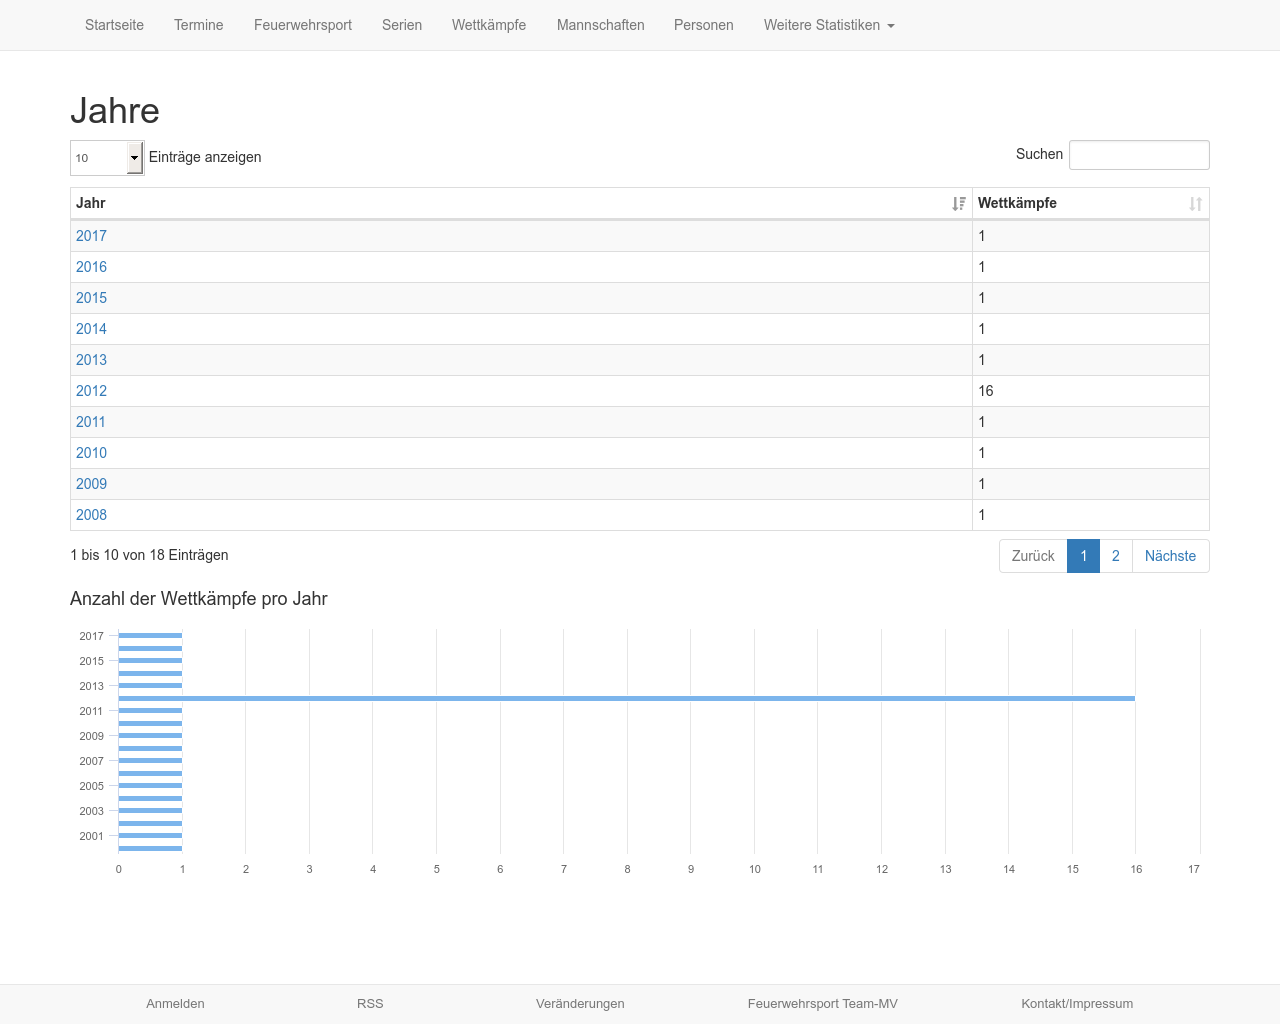 Startseite Termine Feuerwehrsport Serien Wettkämpfe Mannschaften Personen Weitere Statistiken
Jahre
10 Einträge anzeigen Suchen
Jahr Wettkämpfe
2017 1
2016 1
2015 1
2014 1
2013 1
2012 16
2011 1
2010 1
2009 1
2008 1
1 bis 10 von 18 Einträgen Zurück 1 2 Nächste
Anzahl der Wettkämpfe pro Jahr
2017
2015
2013
2011
2009
2007
2005
2003
2001
0 1 2 3 4 5 6 7 8 9 10 11 12 13 14 15 16 17
Anmelden RSS Veränderungen Feuerwehrsport Team-MV Kontakt/Impressum